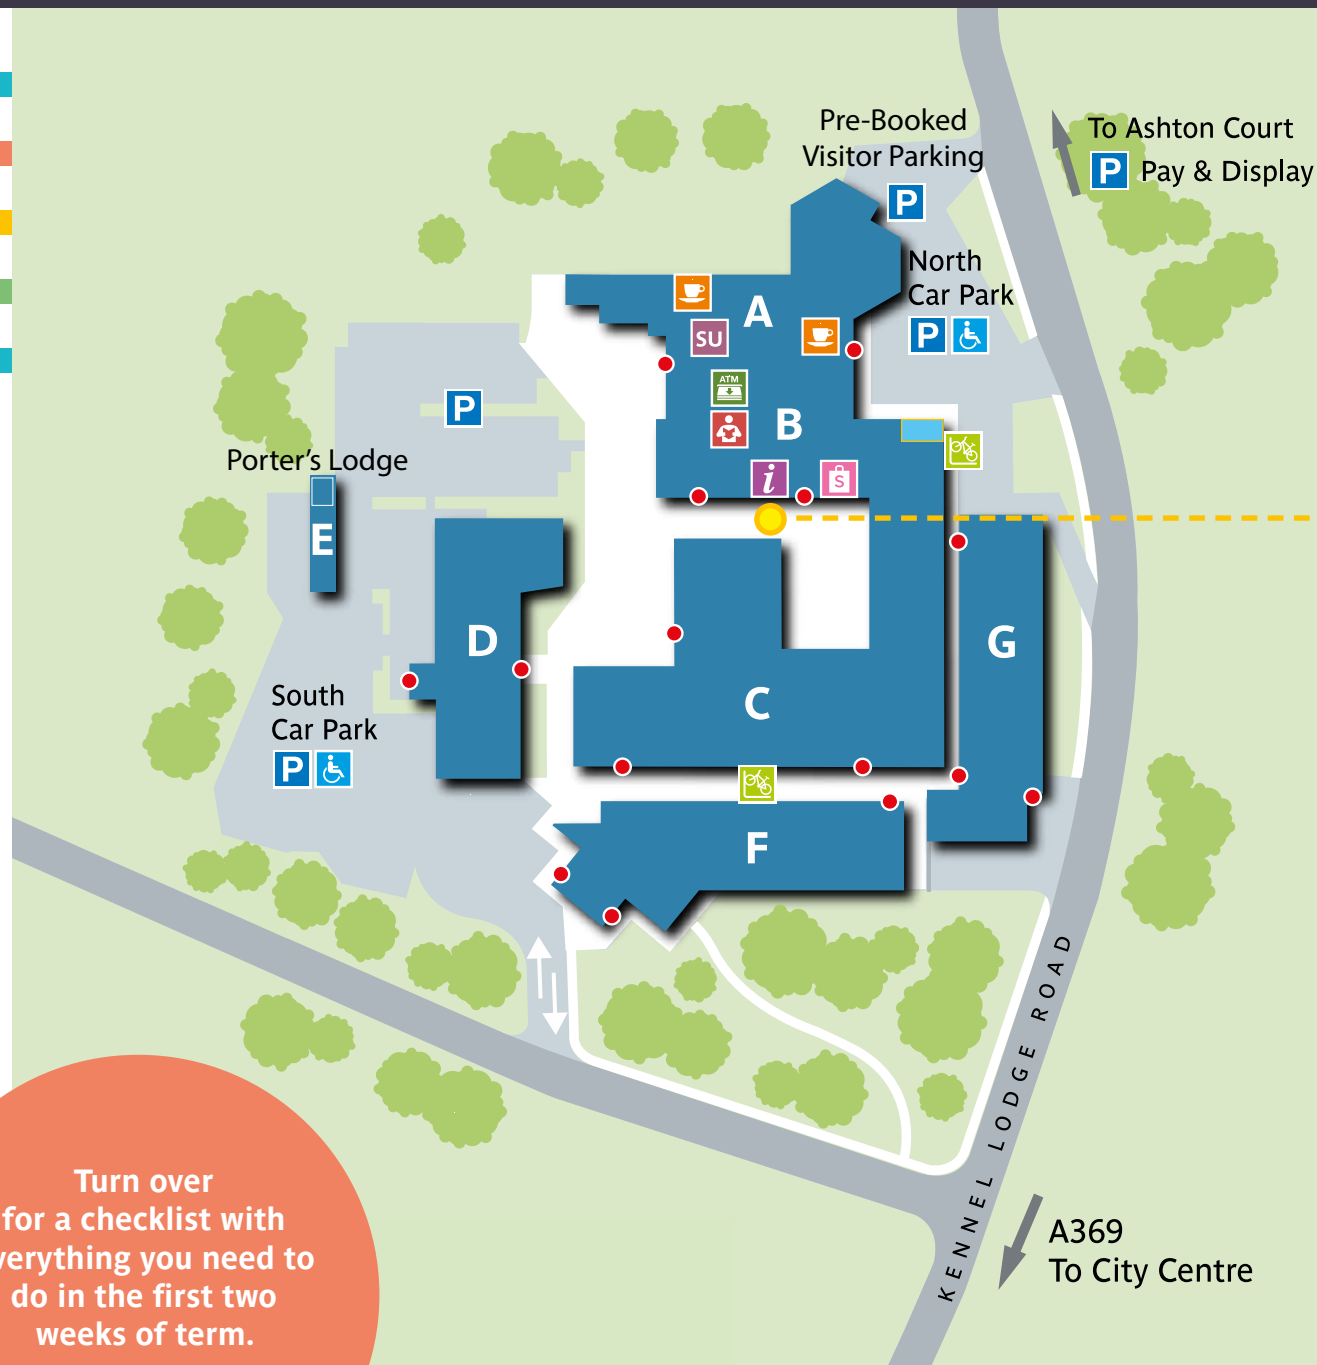 Pre-Booked
Visitor Parking
P
To Ashton Court
P Pay & Display
North
Car Park
P
A
SU
ATM
B
i
S
P
Porter's Lodge
E
D
G
C
South
Car Park
P
F
KENNEL LODGE ROAD
A369
To City Centre
Turn over
for a checklist with
verything you need to
do in the first two
weeks of term.